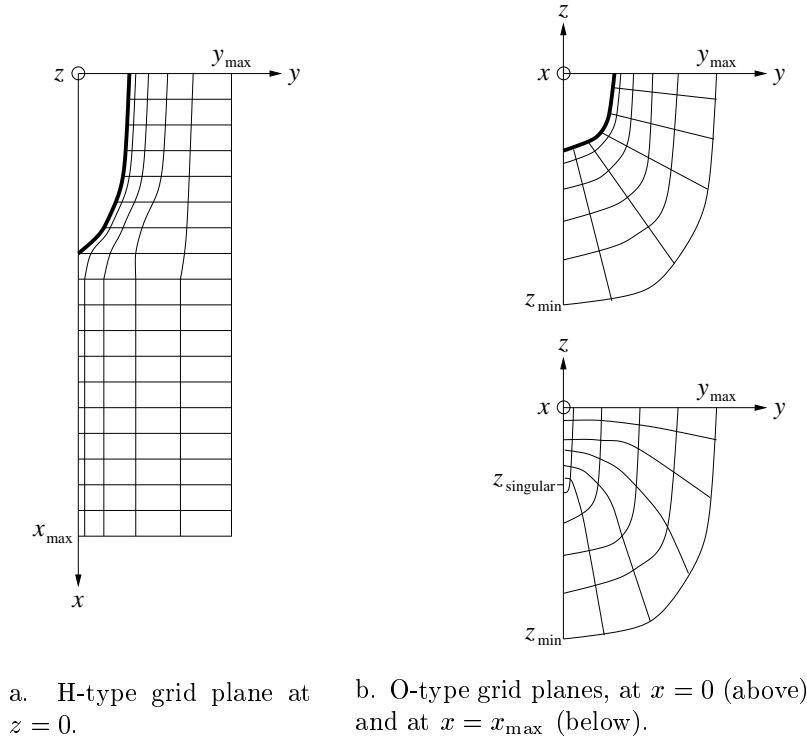 z
y_max
y
x_max
x
a. H-type grid plane at
z = 0.
z
y_max
x
y
z_min
z
y_max
x
y
z_singular
z_min
b. O-type grid planes, at x = 0 (above)
and at x = x_max (below).